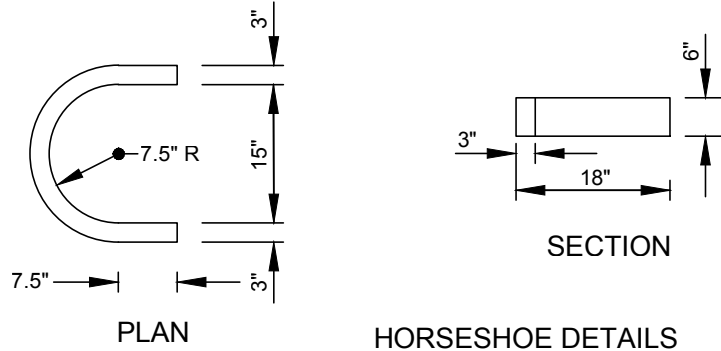 3"
7.5" R
15"
7.5"
3"
PLAN
6"
3"
18"
SECTION
HORSESHOE DETAILS